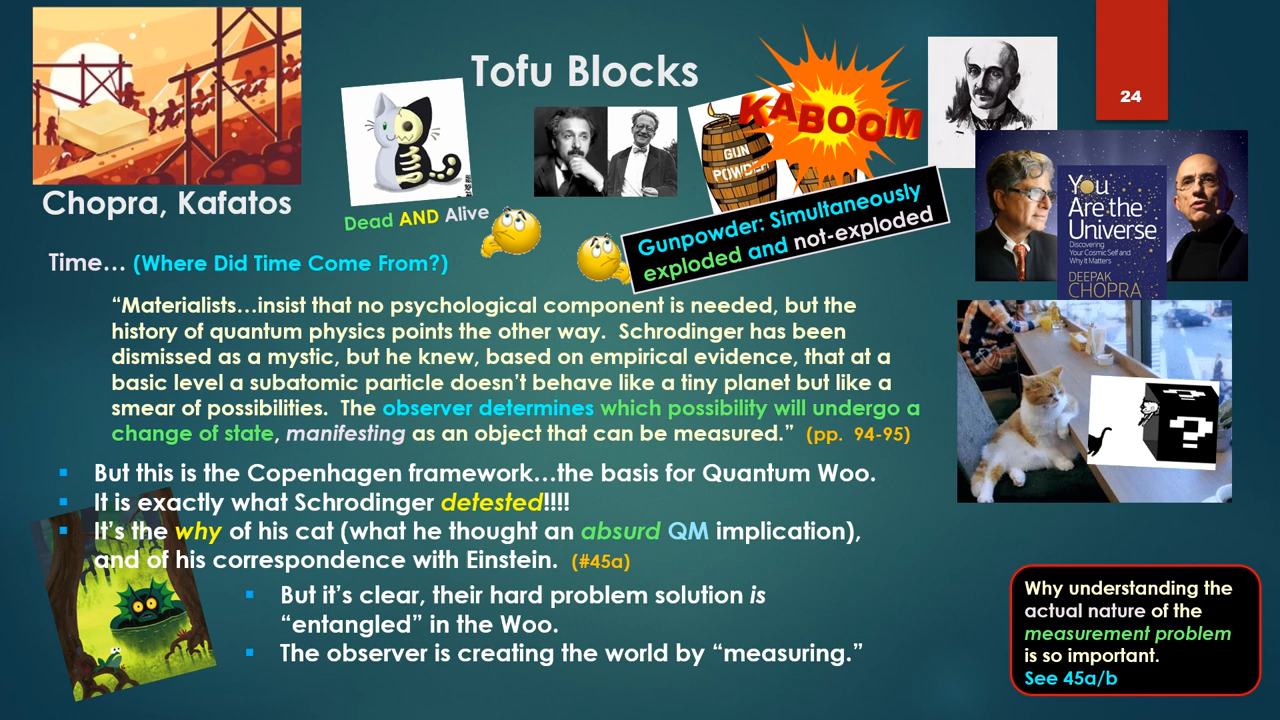 Tofu Blocks
24
KABOOM
GUN
POWDER
Chopra, Kafatos
Dead AND Alive
Gunpowder: Simultaneously
exploded and not-exploded
You
Are the
Universe
Discovering
Your Cosmic Self and
Why It Matters
DEEPAK
CHOPRA
Time… (Where Did Time Come From?)
“Materialists…insist that no psychological component is needed, but the
history of quantum physics points the other way.  Schrodinger has been
dismissed as a mystic, but he knew, based on empirical evidence, that at a
basic level a subatomic particle doesn’t behave like a tiny planet but like a
smear of possibilities.  The observer determines which possibility will undergo a
change of state, manifesting as an object that can be measured.”  (pp.  94-95)
?
But this is the Copenhagen framework…the basis for Quantum Woo.
It is exactly what Schrodinger detested!!!!
It’s the why of his cat (what he thought an absurd QM implication),
and of his correspondence with Einstein.  (#45a)
But it’s clear, their hard problem solution is
“entangled” in the Woo.
The observer is creating the world by “measuring.”
Why understanding the
actual nature of the
measurement problem
is so important.
See 45a/b